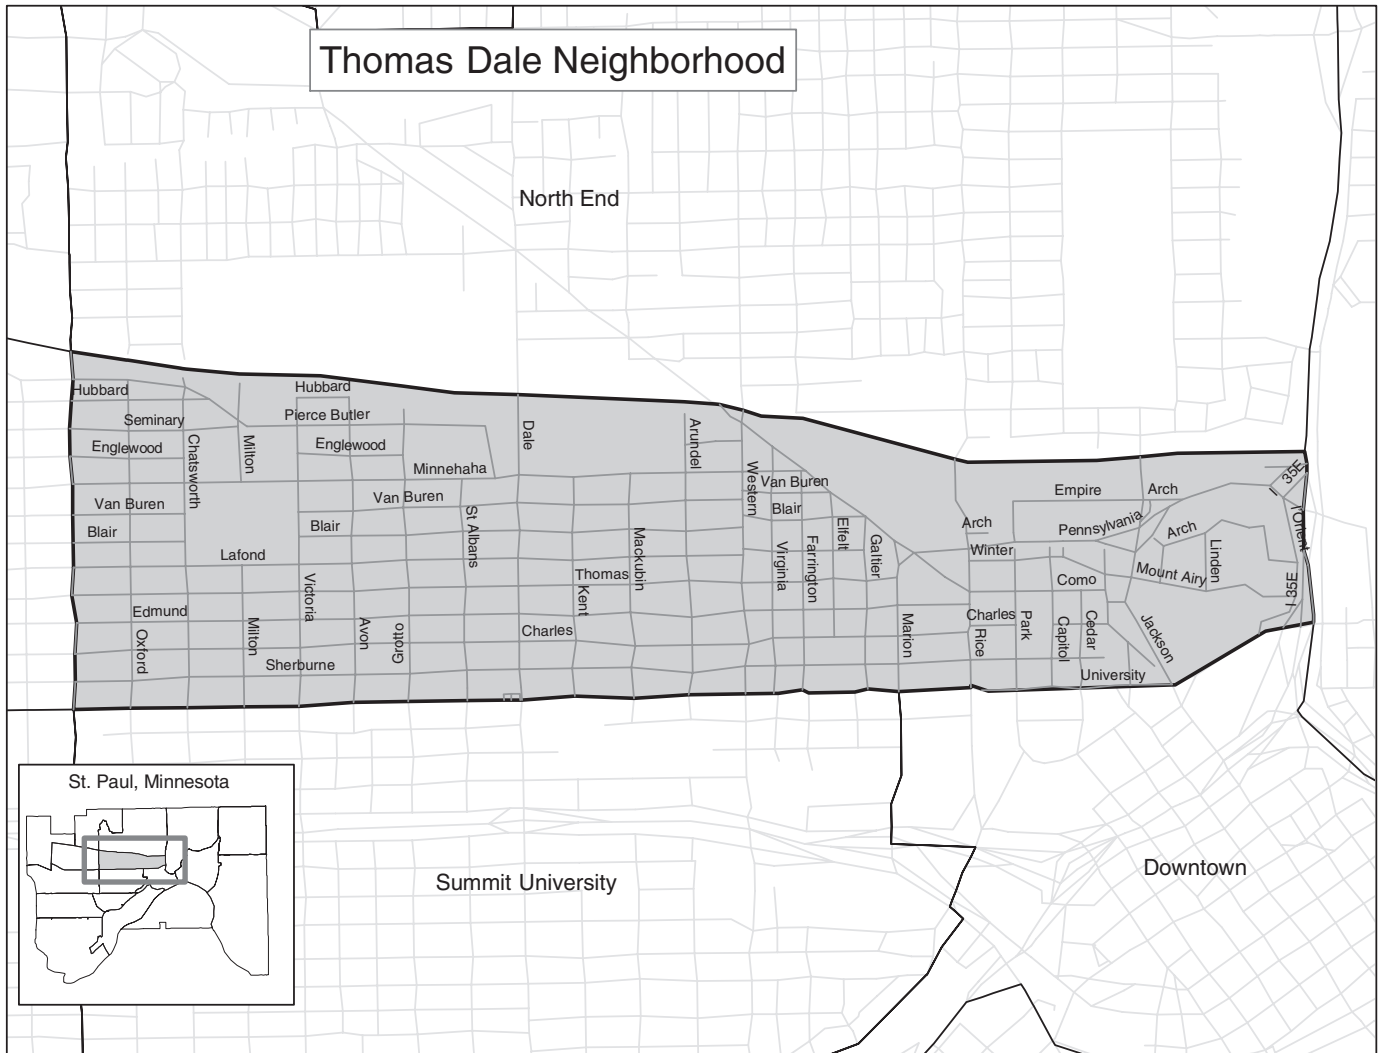 Thomas Dale Neighborhood
North End
Hubbard
Hubbard
Seminary
Pierce Butler
Englewood
Chatsworth
Milton
Englewood
Minnehaha
Dale
Arundel
Western
Van Buren
Van Buren
Van Buren
Blair
Blair
Blair
St Albans
Lafond
Mackubin
Virginia
Farrington
Elfelt
Galtier
Empire
Arch
I 35E
Arch
Pennsylvania
Arch
L'Orient
Winter
Linden
Thomas
Kent
Victoria
Como
Mount Airy
I 35E
Edmund
Oxford
Milton
Avon
Grotto
Charles
Marion
Charles
Rice
Park
Capitol
Cedar
Jackson
Sherburne
University
St. Paul, Minnesota
Summit University
Downtown